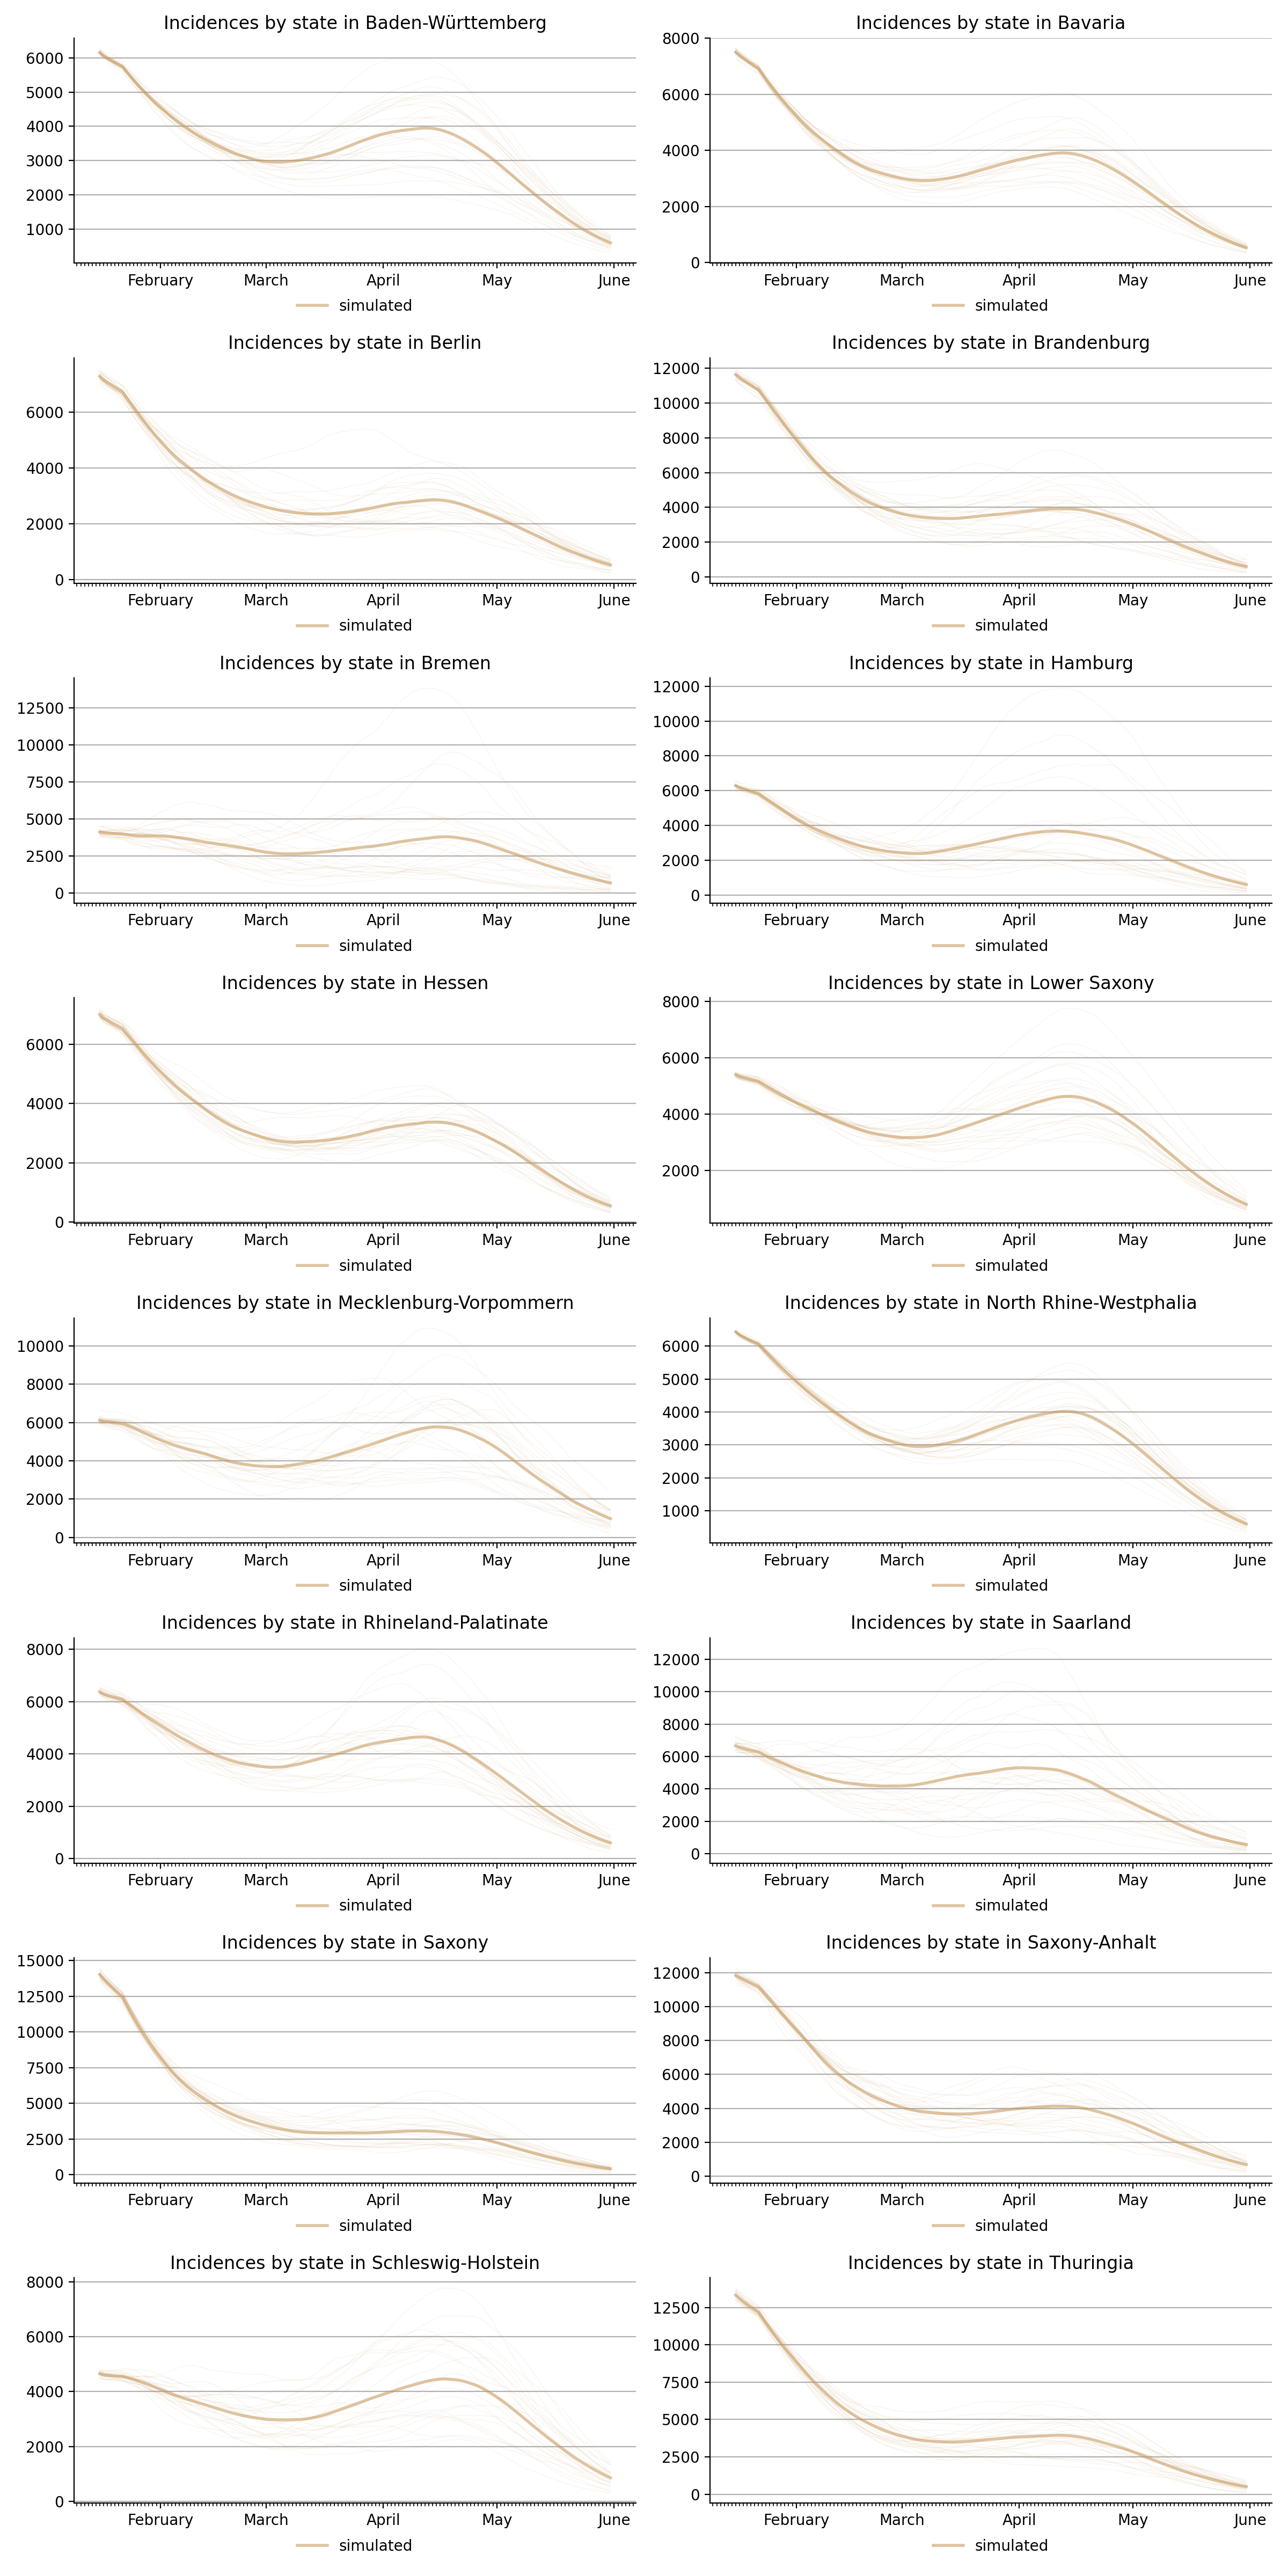 Incidences by state in Baden-Württemberg
6000
5000
4000
3000
2000
1000
February March April May June
simulated
Incidences by state in Bavaria
8000
6000
4000
2000
0
February March April May June
simulated
Incidences by state in Berlin
6000
4000
2000
0
February March April May June
simulated
Incidences by state in Brandenburg
12000
10000
8000
6000
4000
2000
0
February March April May June
simulated
Incidences by state in Bremen
12500
10000
7500
5000
2500
0
February March April May June
simulated
Incidences by state in Hamburg
12000
10000
8000
6000
4000
2000
0
February March April May June
simulated
Incidences by state in Hessen
6000
4000
2000
0
February March April May June
simulated
Incidences by state in Lower Saxony
8000
6000
4000
2000
February March April May June
simulated
Incidences by state in Mecklenburg-Vorpommern
10000
8000
6000
4000
2000
0
February March April May June
simulated
Incidences by state in North Rhine-Westphalia
6000
5000
4000
3000
2000
1000
February March April May June
simulated
Incidences by state in Rhineland-Palatinate
8000
6000
4000
2000
0
February March April May June
simulated
Incidences by state in Saarland
12000
10000
8000
6000
4000
2000
0
February March April May June
simulated
Incidences by state in Saxony
15000
12500
10000
7500
5000
2500
0
February March April May June
simulated
Incidences by state in Saxony-Anhalt
12000
10000
8000
6000
4000
2000
0
February March April May June
simulated
Incidences by state in Schleswig-Holstein
8000
6000
4000
2000
0
February March April May June
simulated
Incidences by state in Thuringia
12500
10000
7500
5000
2500
0
February March April May June
simulated